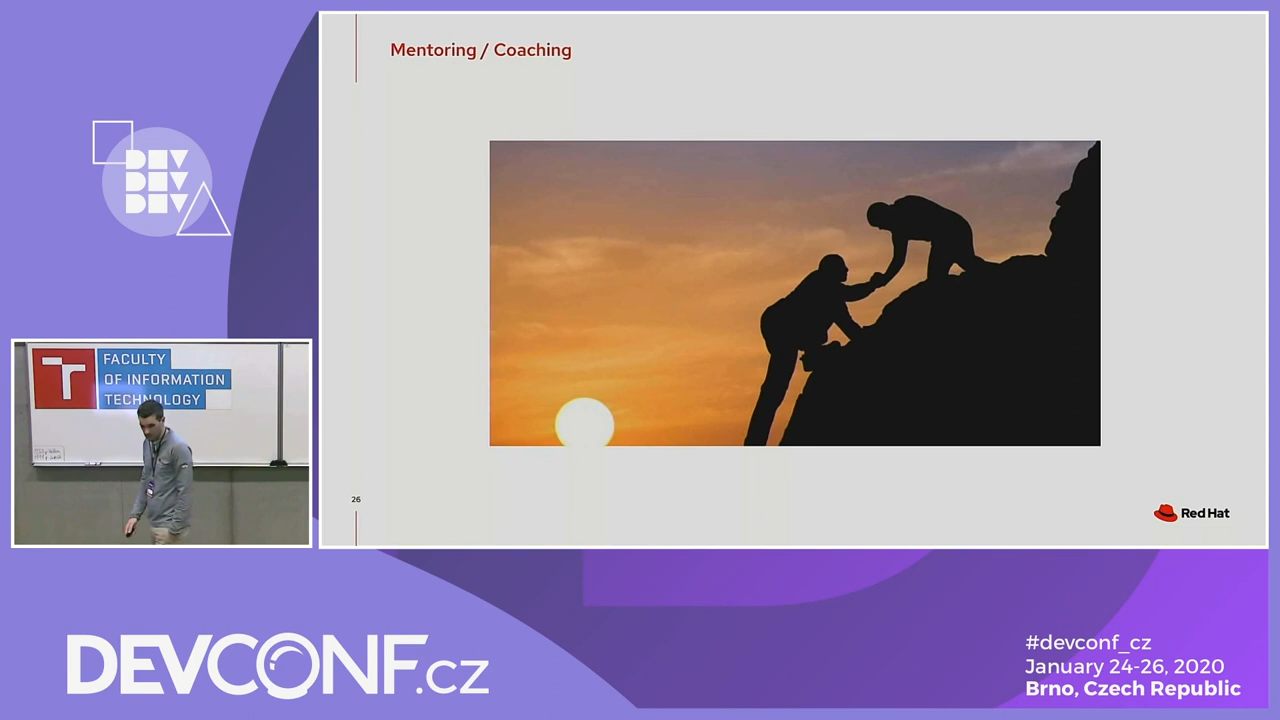 Mentoring / Coaching
DEV
DEV
DEV
FACULTY
OF INFORMATION
TECHNOLOGY
26
Red Hat
DEVCONF.cz
#devconf_cz
January 24-26, 2020
Brno, Czech Republic